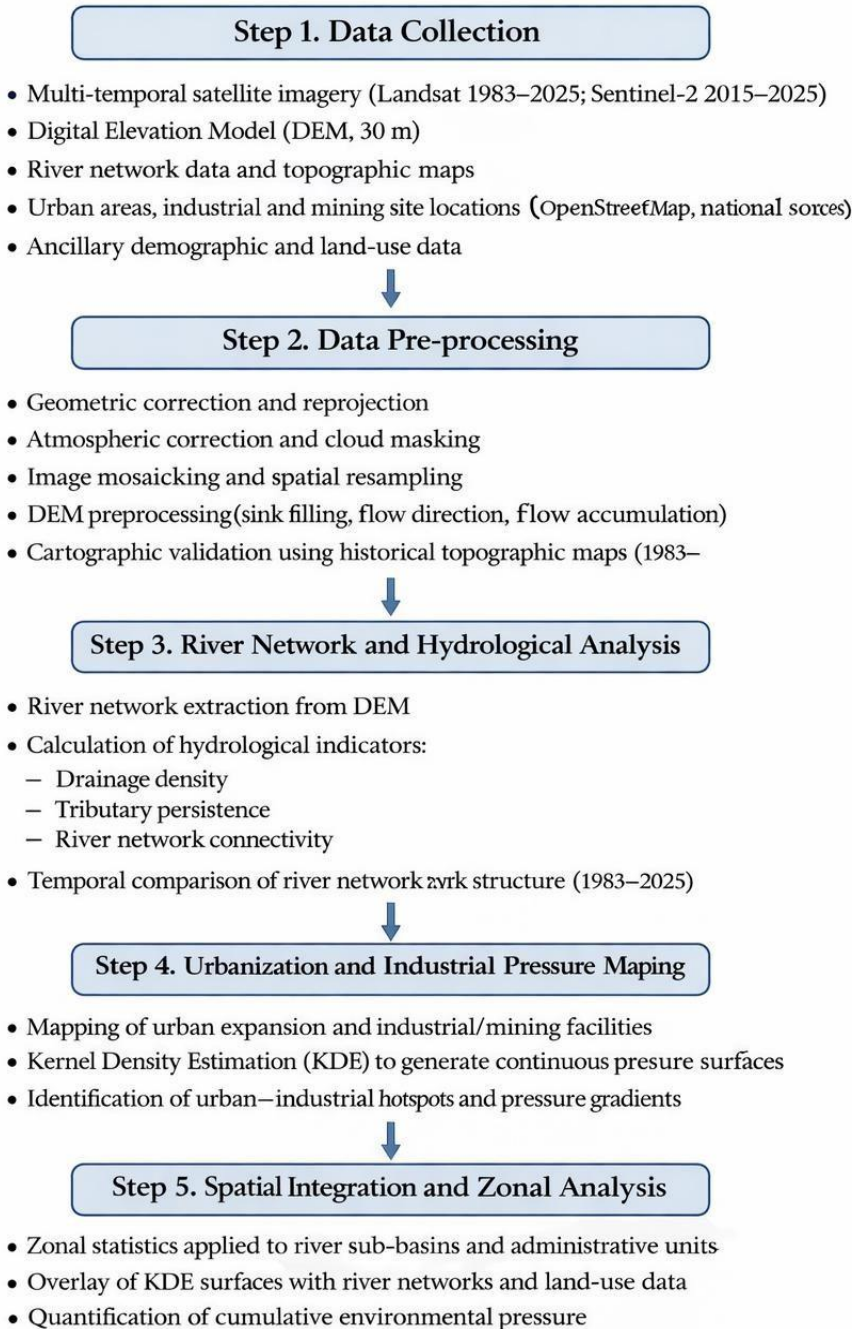 Step 1. Data Collection
• Multi-temporal satellite imagery (Landsat 1983–2025; Sentinel-2 2015–2025)
• Digital Elevation Model (DEM, 30 m)
• River network data and topographic maps
• Urban areas, industrial and mining site locations (OpenStreetMap, national sorces)
• Ancillary demographic and land-use data
Step 2. Data Pre-processing
• Geometric correction and reprojection
• Atmospheric correction and cloud masking
• Image mosaicking and spatial resampling
• DEM preprocessing(sink filling, flow direction, flow accumulation)
• Cartographic validation using historical topographic maps (1983–
Step 3. River Network and Hydrological Analysis
• River network extraction from DEM
• Calculation of hydrological indicators:
– Drainage density
– Tributary persistence
– River network connectivity
• Temporal comparison of river network structure (1983–2025)
Step 4. Urbanization and Industrial Pressure Maping
• Mapping of urban expansion and industrial/mining facilities
• Kernel Density Estimation (KDE) to generate continuous presure surfaces
• Identification of urban–industrial hotspots and pressure gradients
Step 5. Spatial Integration and Zonal Analysis
• Zonal statistics applied to river sub-basins and administrative units
• Overlay of KDE surfaces with river networks and land-use data
• Quantification of cumulative environmental pressure